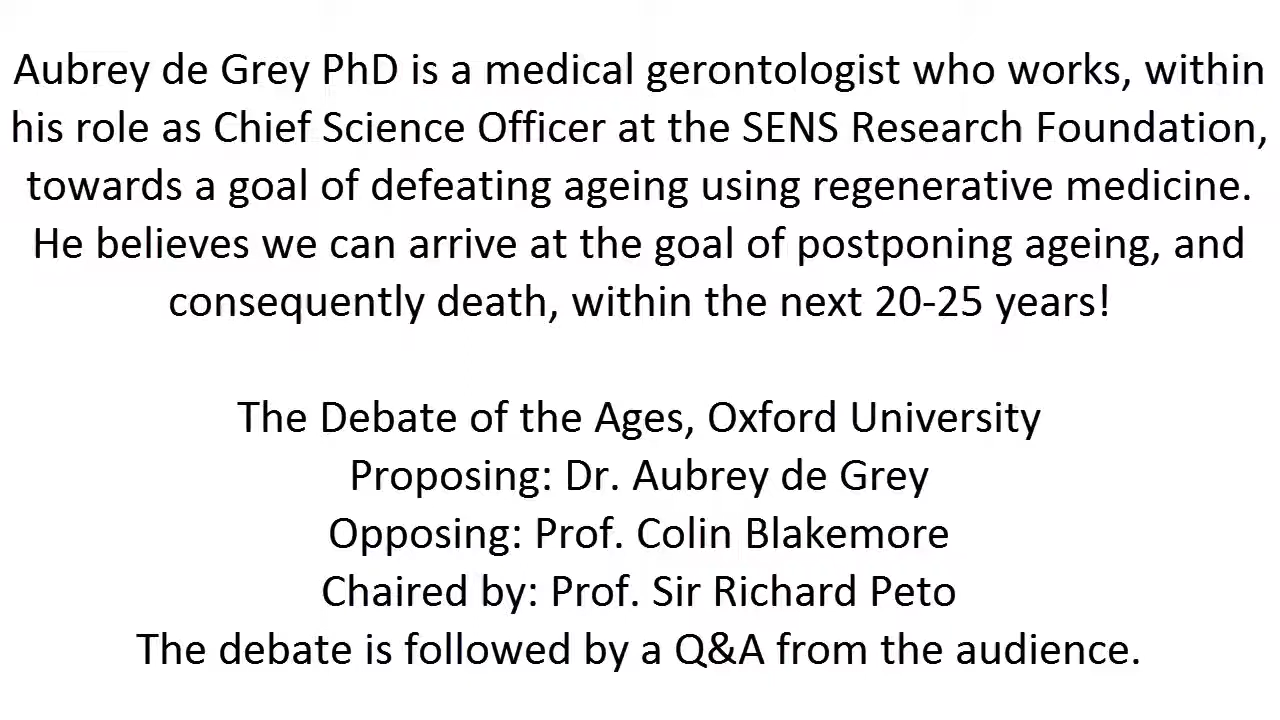 Aubrey de Grey PhD is a medical gerontologist who works, within
his role as Chief Science Officer at the SENS Research Foundation,
towards a goal of defeating ageing using regenerative medicine.
He believes we can arrive at the goal of postponing ageing, and
consequently death, within the next 20-25 years!
The Debate of the Ages, Oxford University
Proposing: Dr. Aubrey de Grey
Opposing: Prof. Colin Blakemore
Chaired by: Prof. Sir Richard Peto
The debate is followed by a Q&A from the audience.